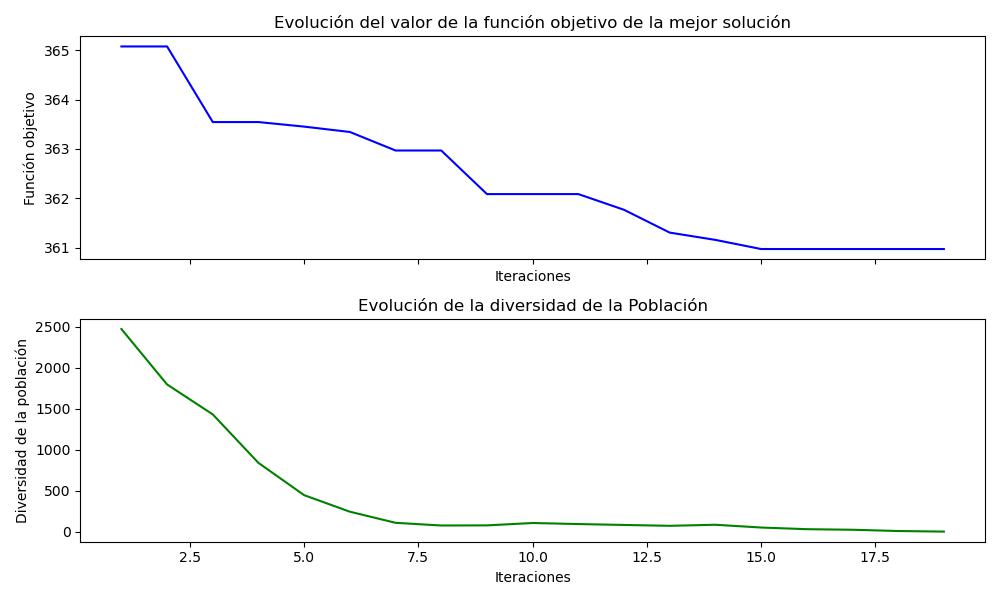 Evolución del valor de la función objetivo de la mejor solución
Función objetivo
365
364
363
362
361
Iteraciones
Evolución de la diversidad de la Población
Diversidad de la población
2500
2000
1500
1000
500
0
2.5 5.0 7.5 10.0 12.5 15.0 17.5
Iteraciones